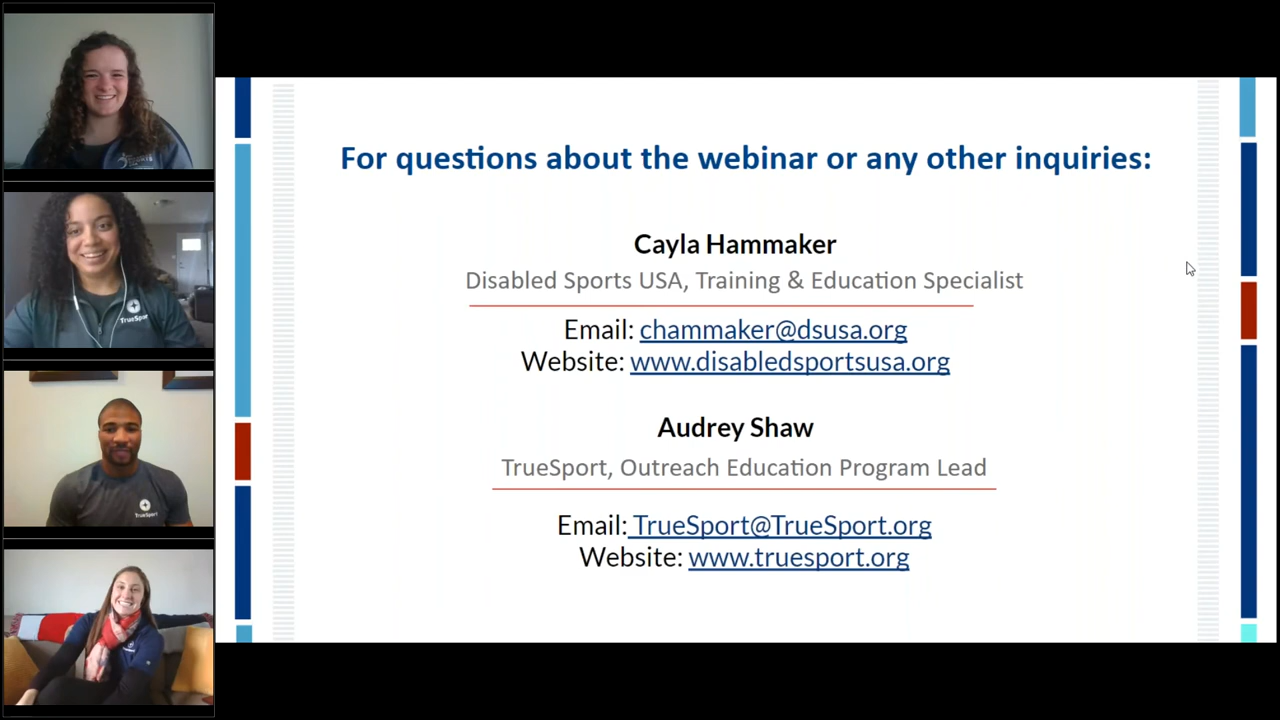 For questions about the webinar or any other inquiries:
Cayla Hammaker
Disabled Sports USA, Training & Education Specialist
Email: chammaker@dsusa.org
Website: www.disabledsportsusa.org
Audrey Shaw
TrueSport, Outreach Education Program Lead
Email: TrueSport@TrueSport.org
Website: www.truesport.org
TrueSport
TrueSport